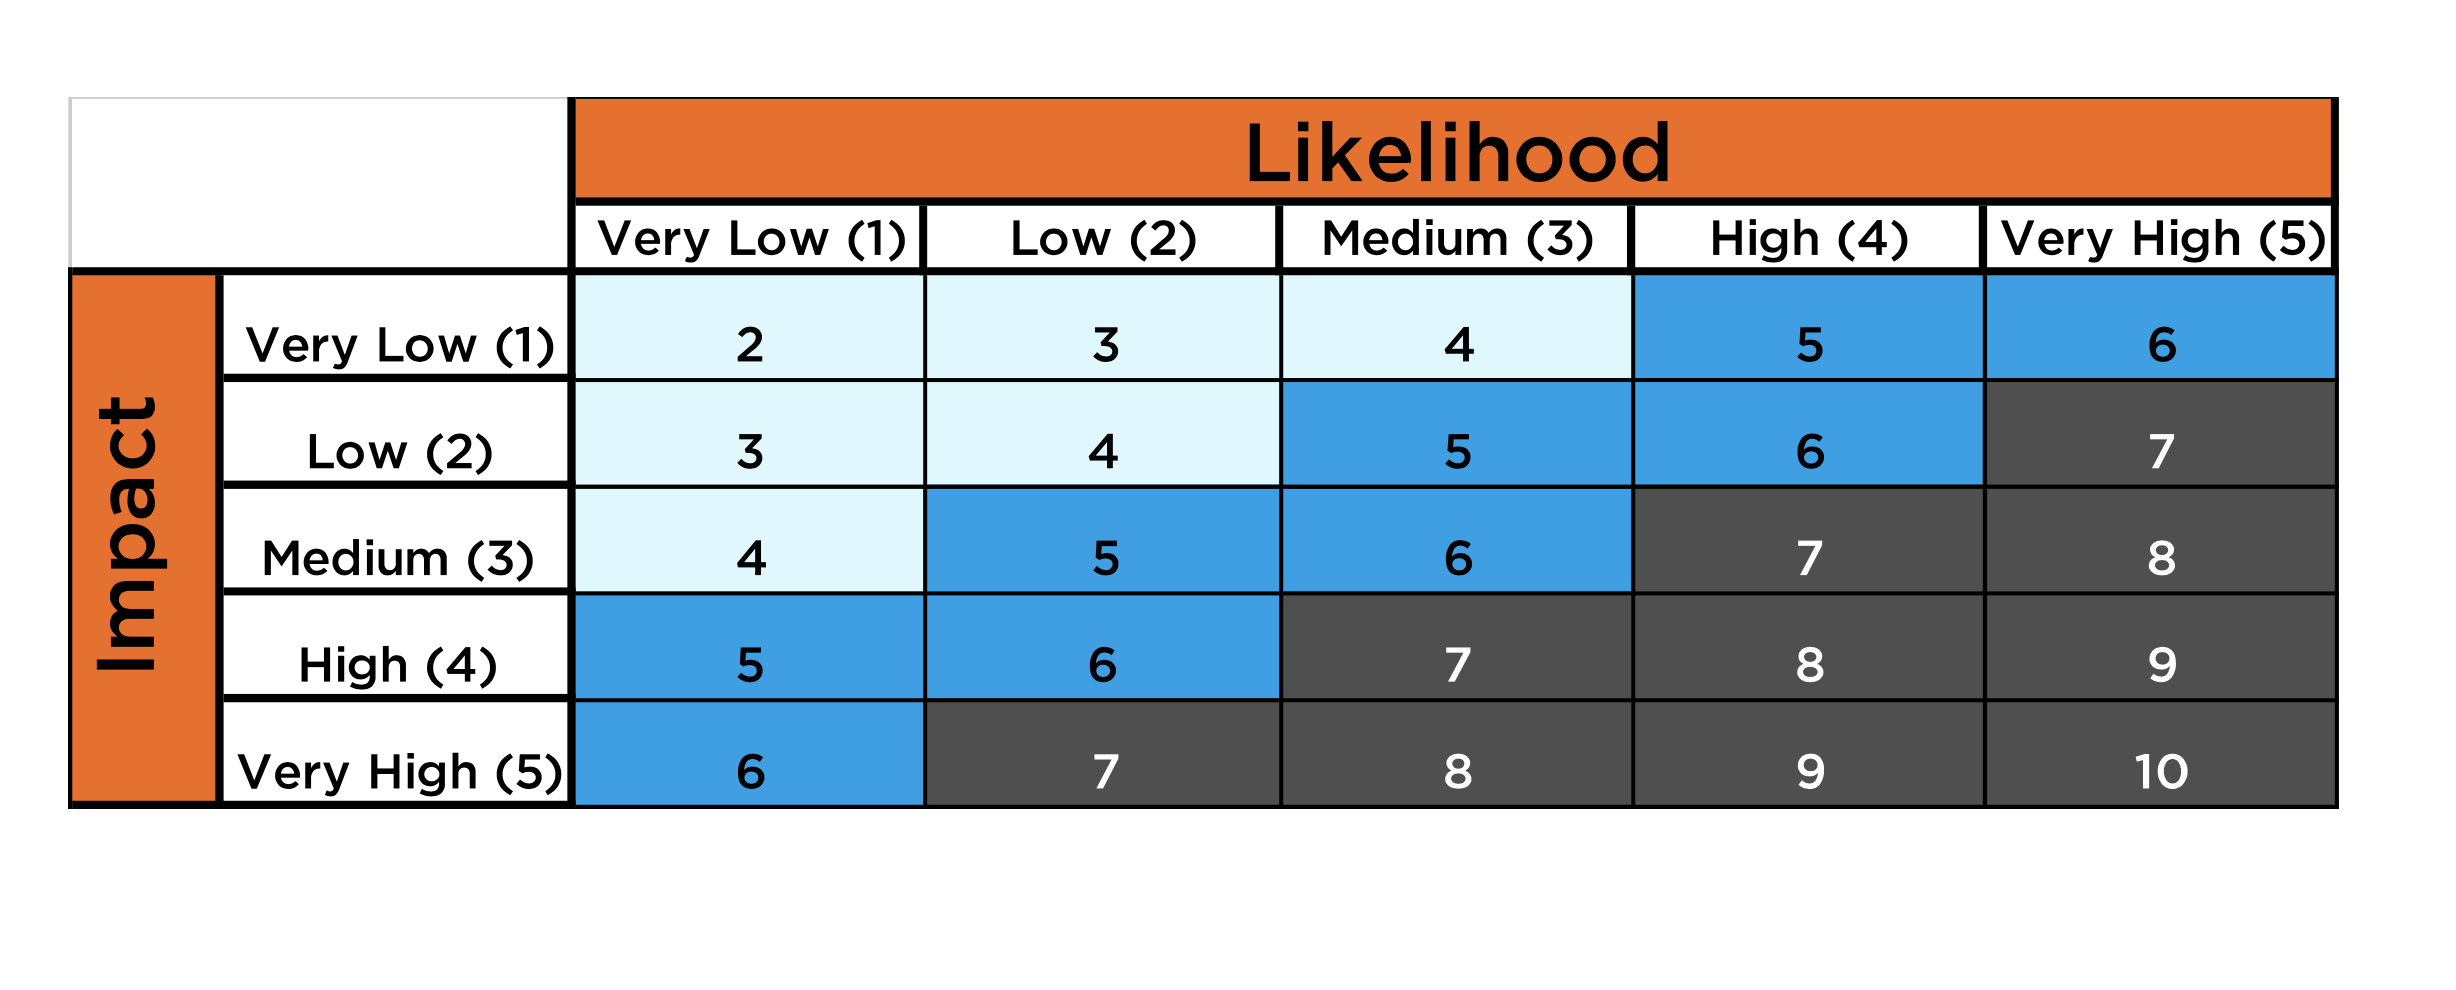 Likelihood
Very Low (1) Low (2) Medium (3) High (4) Very High (5)
Impact
Very Low (1) 2 3 4 5 6
Low (2) 3 4 5 6 7
Medium (3) 4 5 6 7 8
High (4) 5 6 7 8 9
Very High (5) 6 7 8 9 10